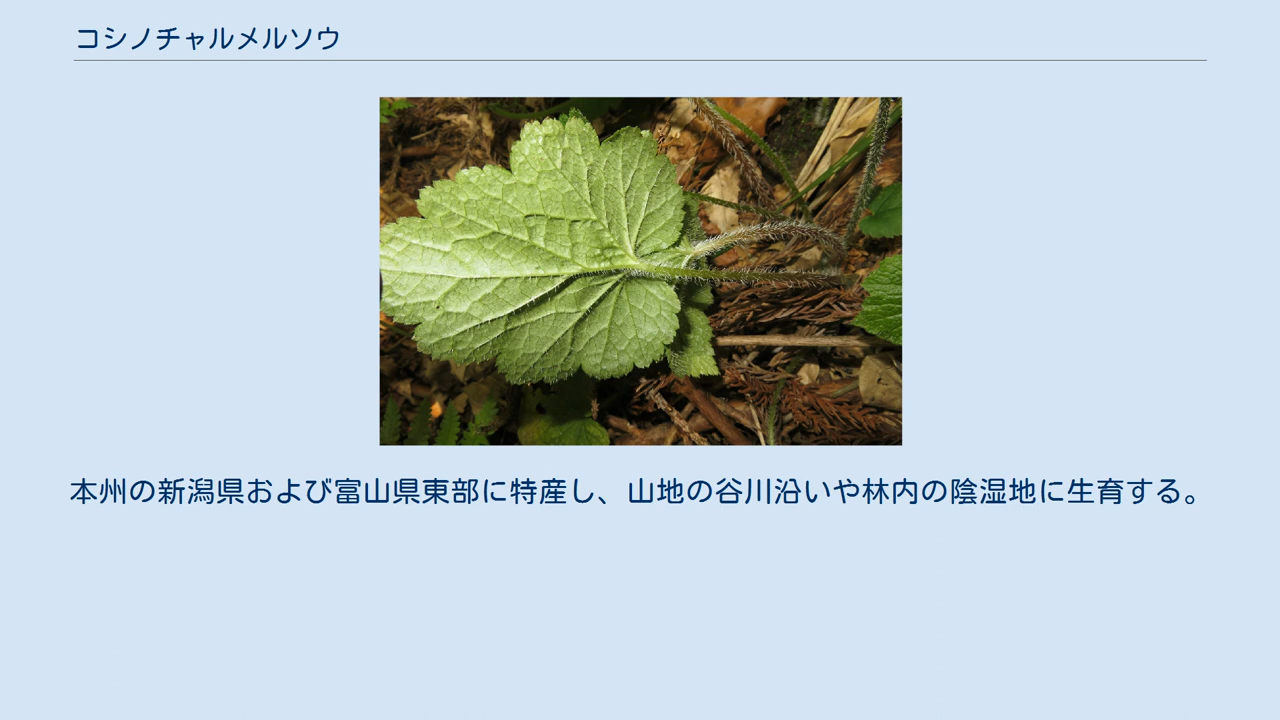 コシノチャルメルソウ
本州の新潟県および富山県東部に特産し、山地の谷川沿いや林内の陰湿地に生育する。